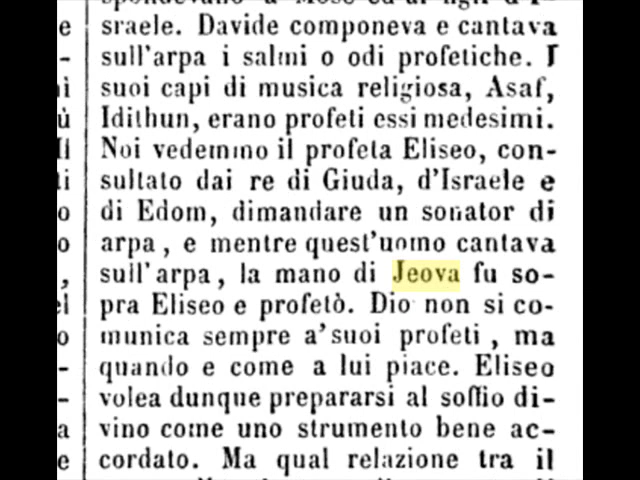 e
-
ì
ù
li
ti
o
o
,
el
o
-
-
a
e
sraele. Davide componeva e cantava
sull'arpa i salmi o odi profetiche. I
suoi capi di musica religiosa, Asaf,
Idithun, erano profeti essi medesimi.
Noi vedemmo il profeta Eliseo, con-
sultato dai re di Giuda, d'Israele e
di Edom, dimandare un sonator di
arpa, e mentre quest'uomo cantava
sull'arpa, la mano di Jeova fu so-
pra Eliseo e profetò. Dio non si co-
munica sempre a'suoi profeti, ma
quando e come a lui piace. Eliseo
volea dunque prepararsi al soffio di-
vino come uno strumento bene ac-
cordato. Ma qual relazione tra il